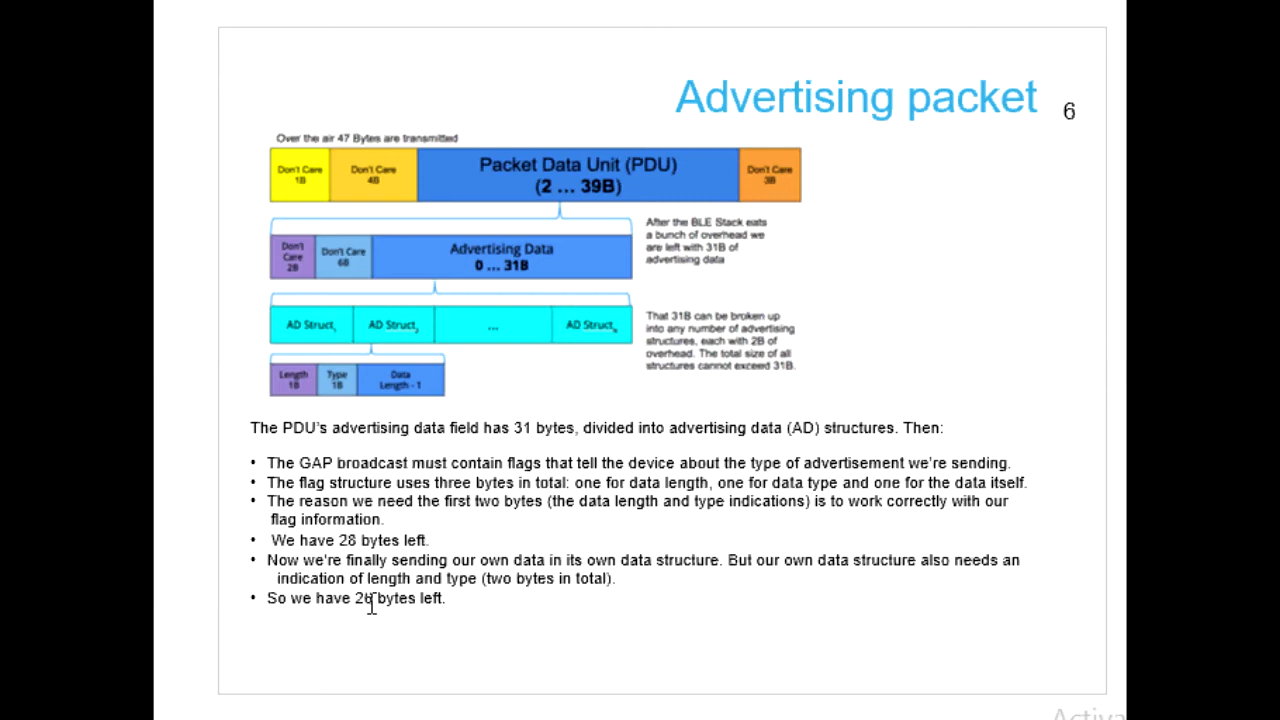 Advertising packet
6
Over the air 47 Bytes are transmitted
Don't Care
1B
Don't Care
4B
Packet Data Unit (PDU)
(2 ... 39B)
Don't Care
3B
After the BLE Stack eats
a bunch of overhead we
are left with 31B of
advertising data
Don't
Care
2B
Don't Care
6B
Advertising Data
0 ... 31B
AD Struct₁
AD Struct₂
...
AD Struct
That 31B can be broken up
into any number of advertising
structures, each with 2B of
overhead. The total size of all
structures cannot exceed 31B.
Length
1B
Type
1B
Data
Length - 1
The PDU's advertising data field has 31 bytes, divided into advertising data (AD) structures. Then:
• The GAP broadcast must contain flags that tell the device about the type of advertisement we're sending.
• The flag structure uses three bytes in total: one for data length, one for data type and one for the data itself.
• The reason we need the first two bytes (the data length and type indications) is to work correctly with our
flag information.
• We have 28 bytes left.
• Now we're finally sending our own data in its own data structure. But our own data structure also needs an
indication of length and type (two bytes in total).
• So we have 26 bytes left.
Activa